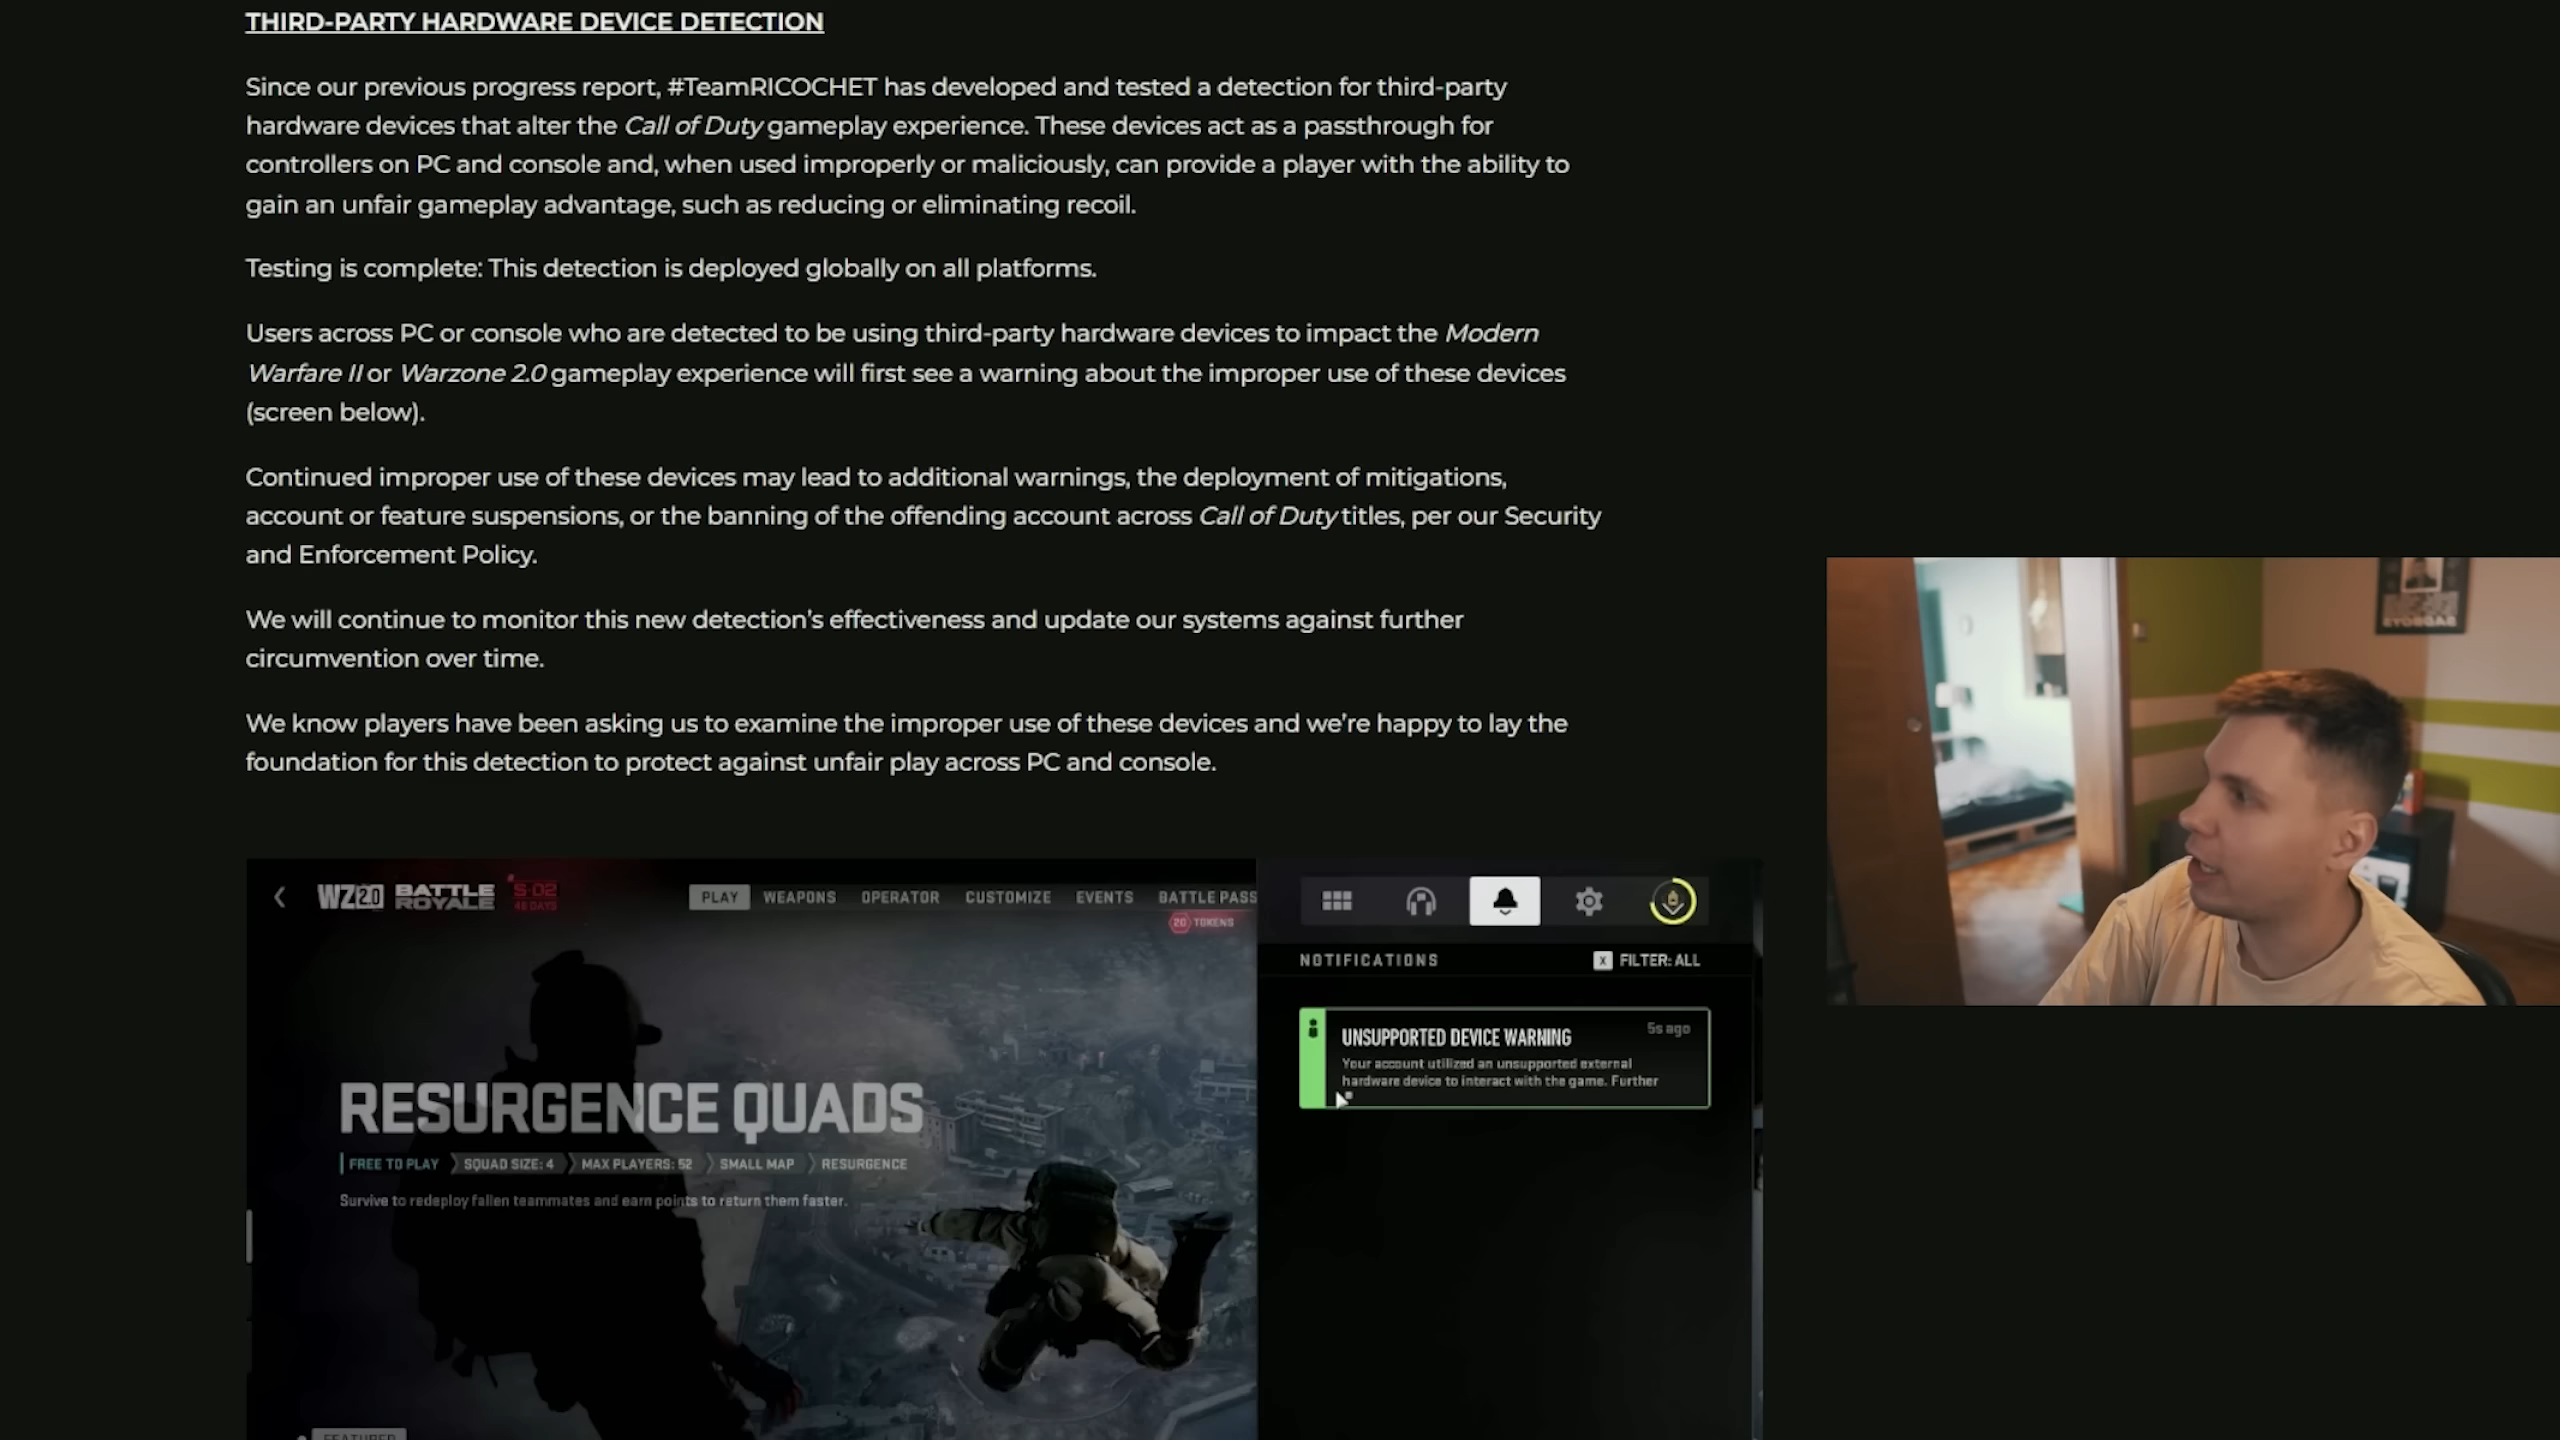 THIRD-PARTY HARDWARE DEVICE DETECTION
Since our previous progress report, #TeamRICOCHET has developed and tested a detection for third-party
hardware devices that alter the Call of Duty gameplay experience. These devices act as a passthrough for
controllers on PC and console and, when used improperly or maliciously, can provide a player with the ability to
gain an unfair gameplay advantage, such as reducing or eliminating recoil.
Testing is complete: This detection is deployed globally on all platforms.
Users across PC or console who are detected to be using third-party hardware devices to impact the Modern
Warfare II or Warzone 2.0 gameplay experience will first see a warning about the improper use of these devices
(screen below).
Continued improper use of these devices may lead to additional warnings, the deployment of mitigations,
account or feature suspensions, or the banning of the offending account across Call of Duty titles, per our Security
and Enforcement Policy.
We will continue to monitor this new detection's effectiveness and update our systems against further
circumvention over time.
We know players have been asking us to examine the improper use of these devices and we're happy to lay the
foundation for this detection to protect against unfair play across PC and console.
WZ2.0 BATTLE ROYALE S·02 PLAY WEAPONS OPERATOR CUSTOMIZE EVENTS BATTLE PASS
20 TOKENS
RESURGENCE QUADS
FREE TO PLAY SQUAD SIZE: 4 MAX PLAYERS: 52 SMALL MAP RESURGENCE
Survive to redeploy fallen teammates and earn points to return them faster.
FEATURED
NOTIFICATIONS X FILTER: ALL
UNSUPPORTED DEVICE WARNING 5s ago
Your account utilized an unsupported external
hardware device to interact with the game. Further